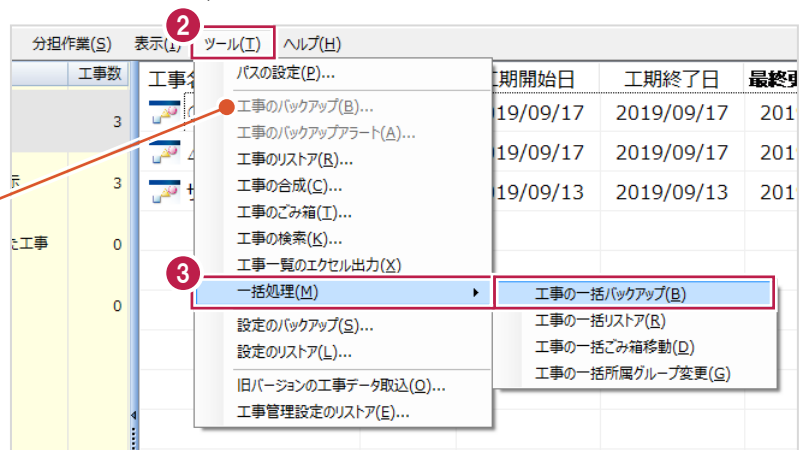 2
分担作業(S) 表示(I) ツール(T) ヘルプ(H)
工事数 工事 期開始日 工期終了日 最終
パスの設定(P)...
工事のバックアップ(B)...
工事のバックアップアラート(A)...
工事のリストア(R)...
工事の合成(C)...
工事のごみ箱(T)...
工事の検索(K)...
工事一覧のエクセル出力(X)
3
一括処理(M)
設定のバックアップ(S)...
設定のリストア(L)...
旧バージョンの工事データ取込(O)...
工事管理設定のリストア(E)...
工事の一括バックアップ(B)
工事の一括リストア(R)
工事の一括ごみ箱移動(D)
工事の一括所属グループ変更(G)
3 19/09/17 2019/09/17 201
19/09/17 2019/09/17 201
示 3 19/09/13 2019/09/13 201
た工事 0
0